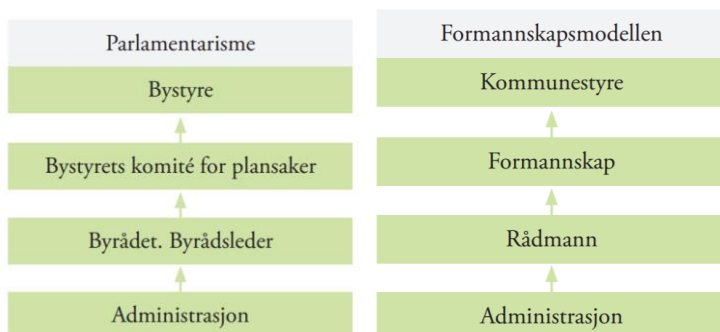 Parlamentarisme
Bystyre
Bystyrets komité for plansaker
Byrådet. Byrådsleder
Administrasjon
Formannskapsmodellen
Kommunestyre
Formannskap
Rådmann
Administrasjon